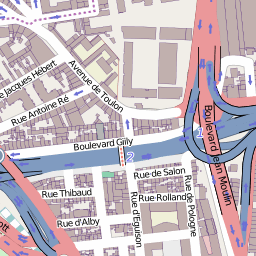 Rue Jacques Hébert
Avenue de Toulon
Rue Antoine Ré
Boulevard Gilly
Boulevard Jean Moulin
2
Rue de Salon
Rue Thibaud
Rue Rolland
Rue d'Alby
Rue d'Eguison
Rue de Pologne